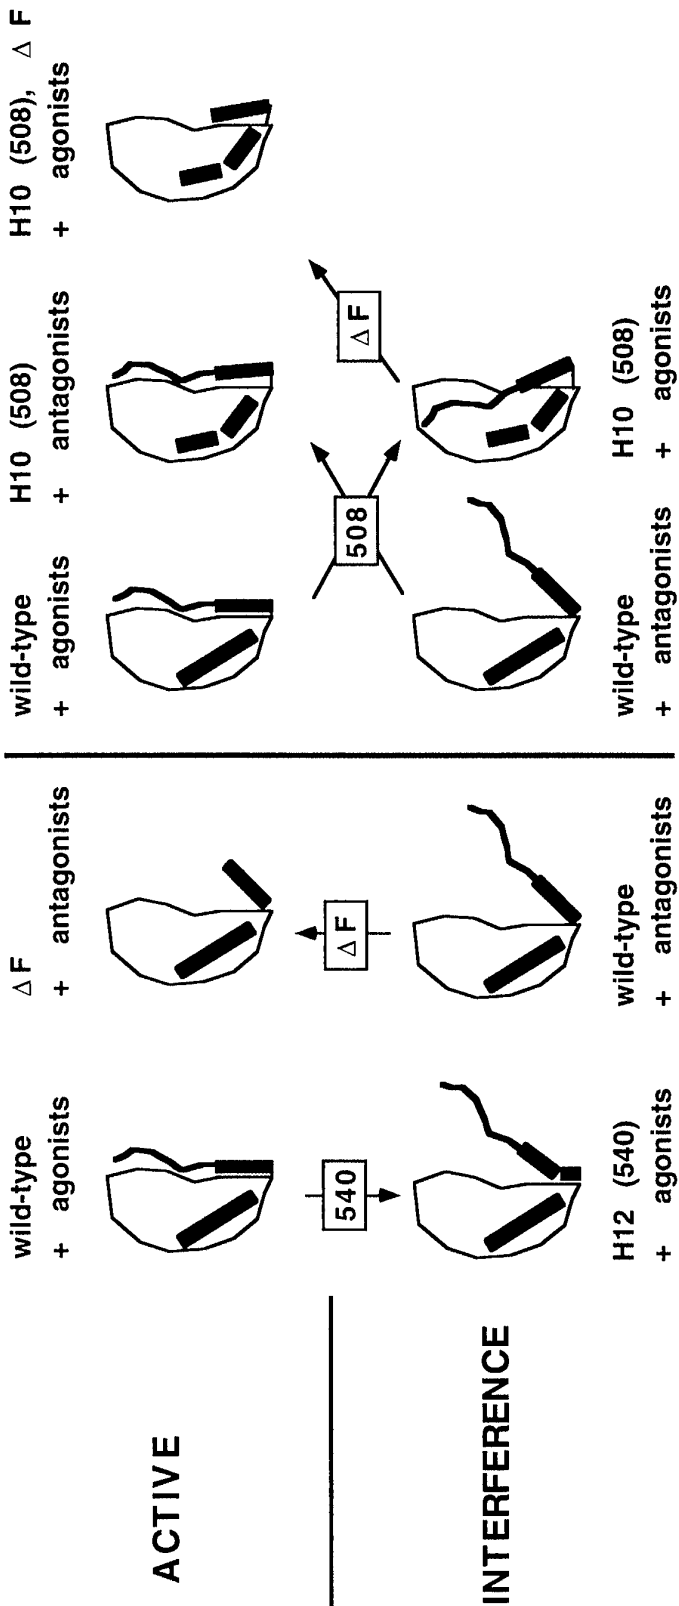 wild-type
+ agonists
Δ F
+ antagonists
wild-type
+ agonists
H10 (508)
+ antagonists
H10 (508), Δ F
+ agonists
ACTIVE
540
Δ F
508
Δ F
INTERFERENCE
H12 (540)
+ agonists
wild-type
+ antagonists
wild-type
+ antagonists
H10 (508)
+ agonists